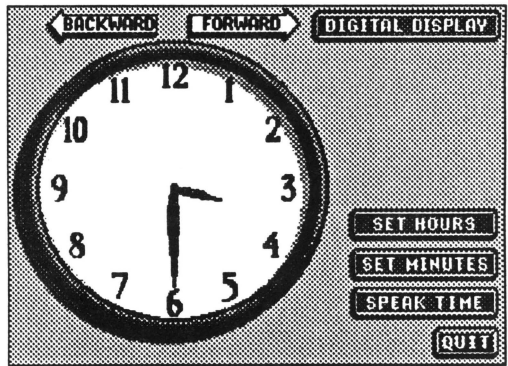 BACKWARD FORWARD DIGITAL DISPLAY
12
11 1
10 2
9 3
8 4
7 5
6
SET HOURS
SET MINUTES
SPEAK TIME
QUIT